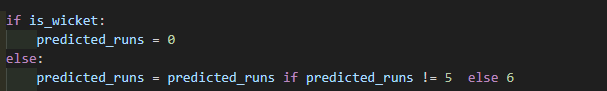 if is_wicket:
    predicted_runs = 0
else:
    predicted_runs = predicted_runs if predicted_runs != 5  else 6